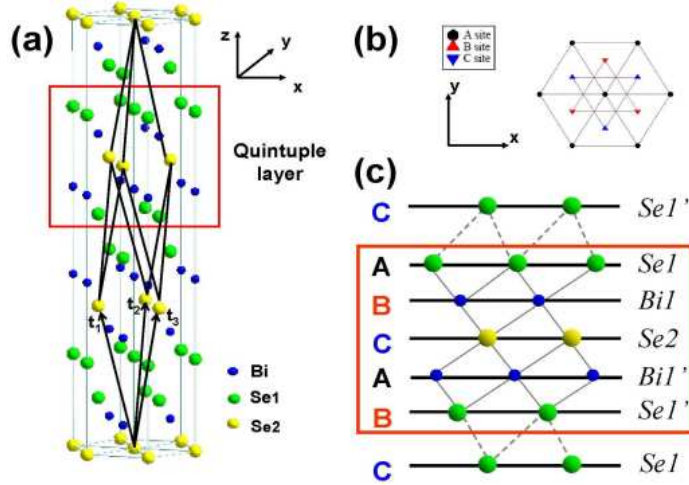 (a)
z
y
x
Quintuple
layer
t1
t2
t3
Bi
Se1
Se2
(b)
A site
B site
C site
y
x
(c)
C Se1'
A Se1
B Bi1
C Se2
A Bi1'
B Se1'
C Se1